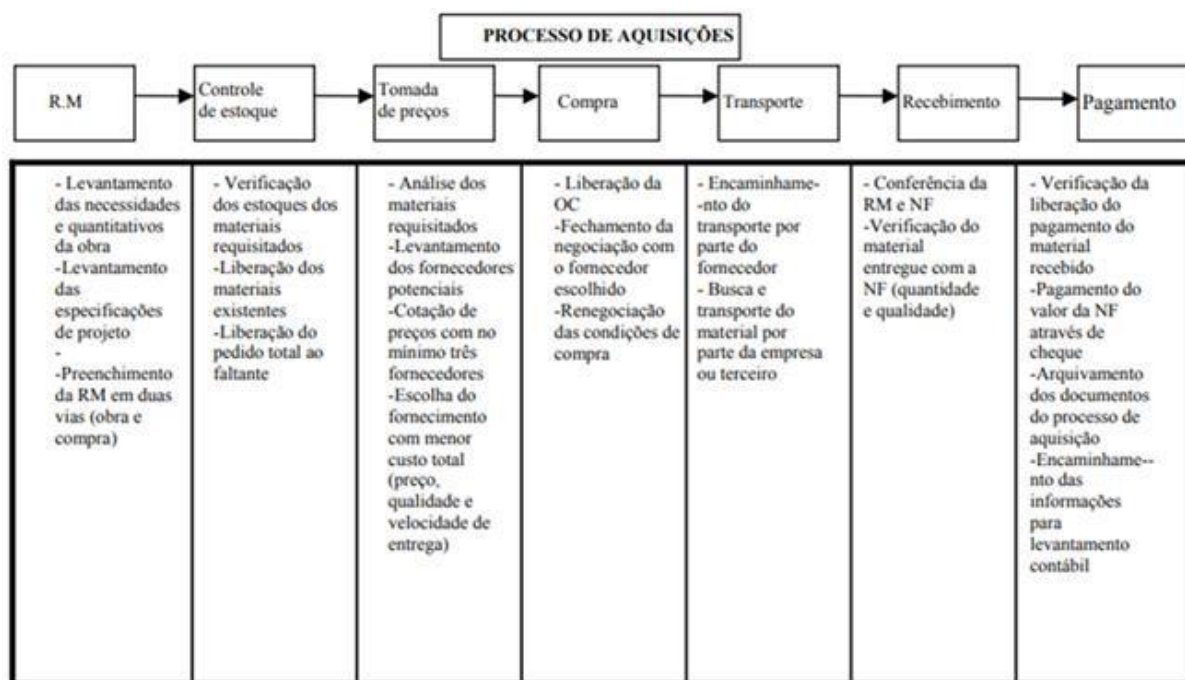 PROCESSO DE AQUISIÇÕES
R.M
Controle
de estoque
Tomada
de preços
Compra
Transporte
Recebimento
Pagamento
- Levantamento
das necessidades
e quantitativos
da obra
-Levantamento
das
especificações
de projeto
-
-Preenchimento
da RM em duas
vias (obra e
compra)
- Verificação
dos estoques dos
materiais
requisitados
-Liberação dos
materiais
existentes
-Liberação do
pedido total ao
faltante
- Análise dos
materiais
requisitados
-Levantamento
dos fornecedores
potenciais
-Cotação de
preços com no
mínimo três
fornecedores
-Escolha do
fornecimento
com menor
custo total
(preço,
qualidade e
velocidade de
entrega)
- Liberação da
OC
-Fechamento da
negociação com
o fornecedor
escolhido
- Renegociação
das condições de
compra
- Encaminhame-
-nto do
transporte por
parte do
fornecedor
- Busca e
transporte do
material por
parte da empresa
ou terceiro
- Conferência da
RM e NF
-Verificação do
material
entregue com a
NF (quantidade
e qualidade)
- Verificação da
liberação do
pagamento do
material
recebido
-Pagamento do
valor da NF
através de
cheque
-Arquivamento
dos documentos
do processo de
aquisição
-Encaminhame--
nto das
informações
para
levantamento
contábil